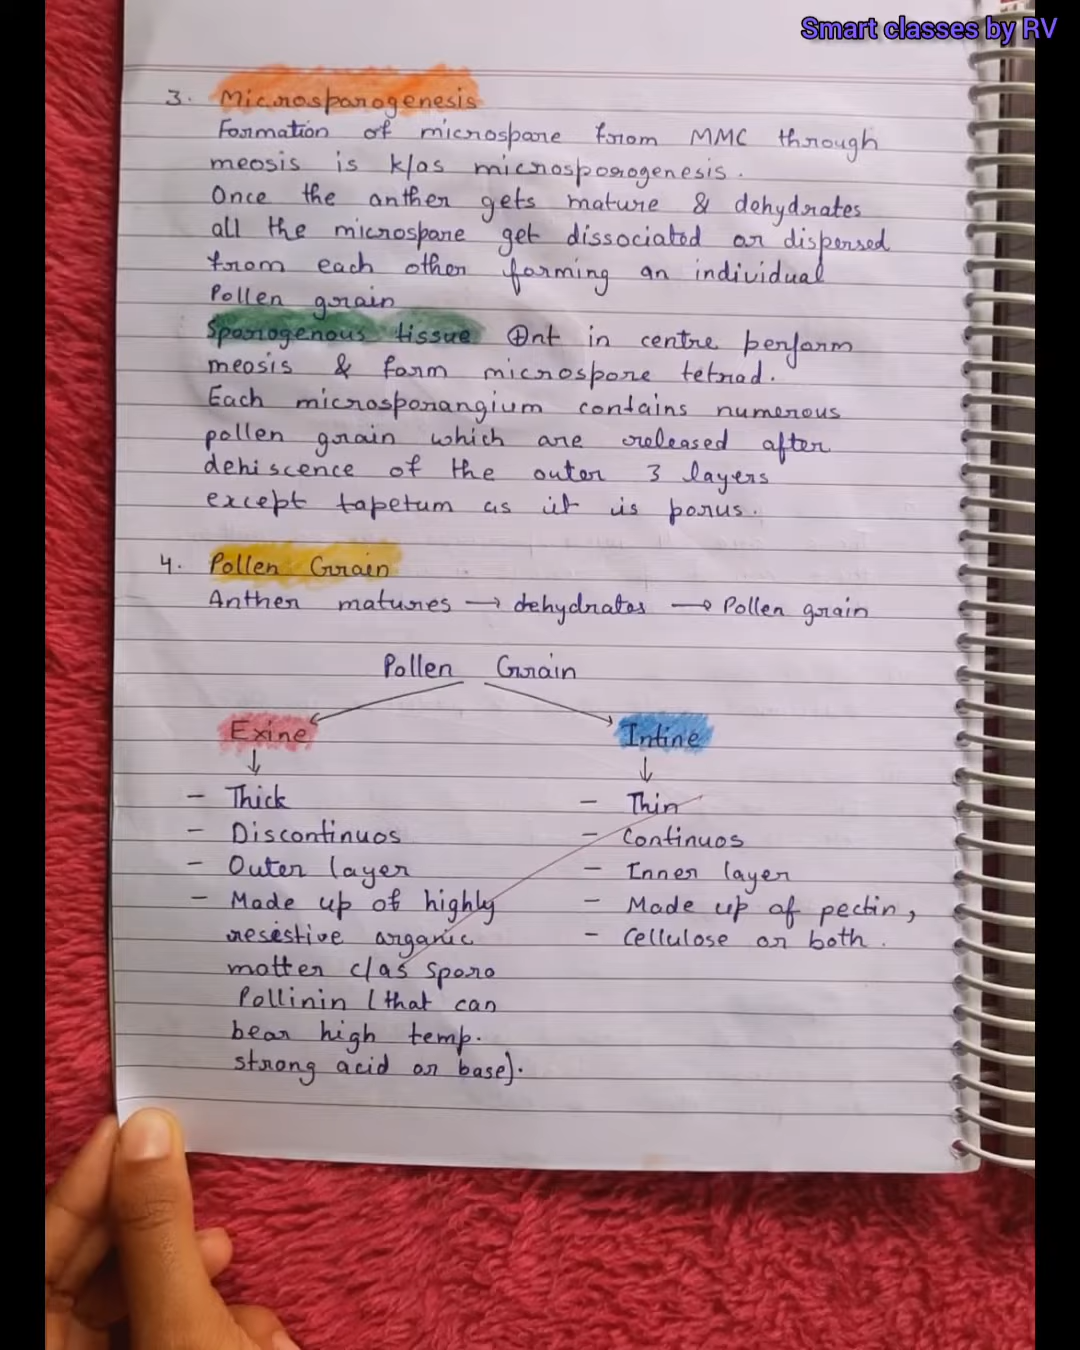 Smart classes by RV
3. Microsporogenesis
Formation of microspore from MMC through
meosis is k/as microsporogenesis.
Once the anther gets mature & dehydrates
all the microspore get dissociated or dispersed
from each other forming an individual
Pollen grain
Sporogenous tissue ⊕nt in centre perform
meosis & form microspore tetrad.
Each microsporangium contains numerous
pollen grain which are released after
dehiscence of the outer 3 layers
except tapetum as it is porus.
4. Pollen Grain
Anther matures → dehydrates → Pollen grain
Pollen Grain
Exine Intine
- Thick - Thin
- Discontinuos - Continuos
- Outer layer - Inner layer
- Made up of highly - Made up of pectin,
resestive organic - cellulose or both.
matter c/as Sporo
Pollinin (that can
bear high temp.
strong acid or base).